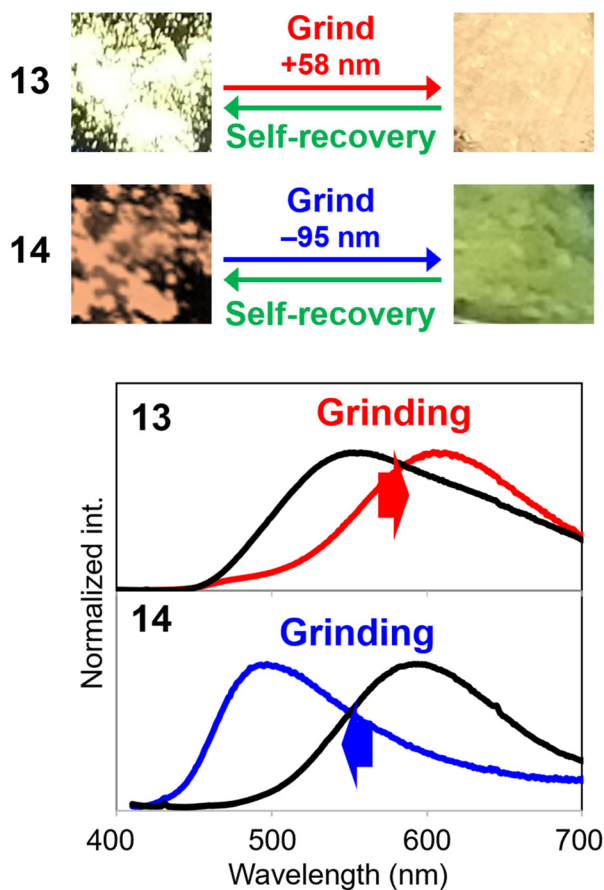 13
Grind
+58 nm
Self-recovery
14
Grind
–95 nm
Self-recovery
13
Grinding
14
Grinding
Normalized int.
400
500
600
700
Wavelength (nm)